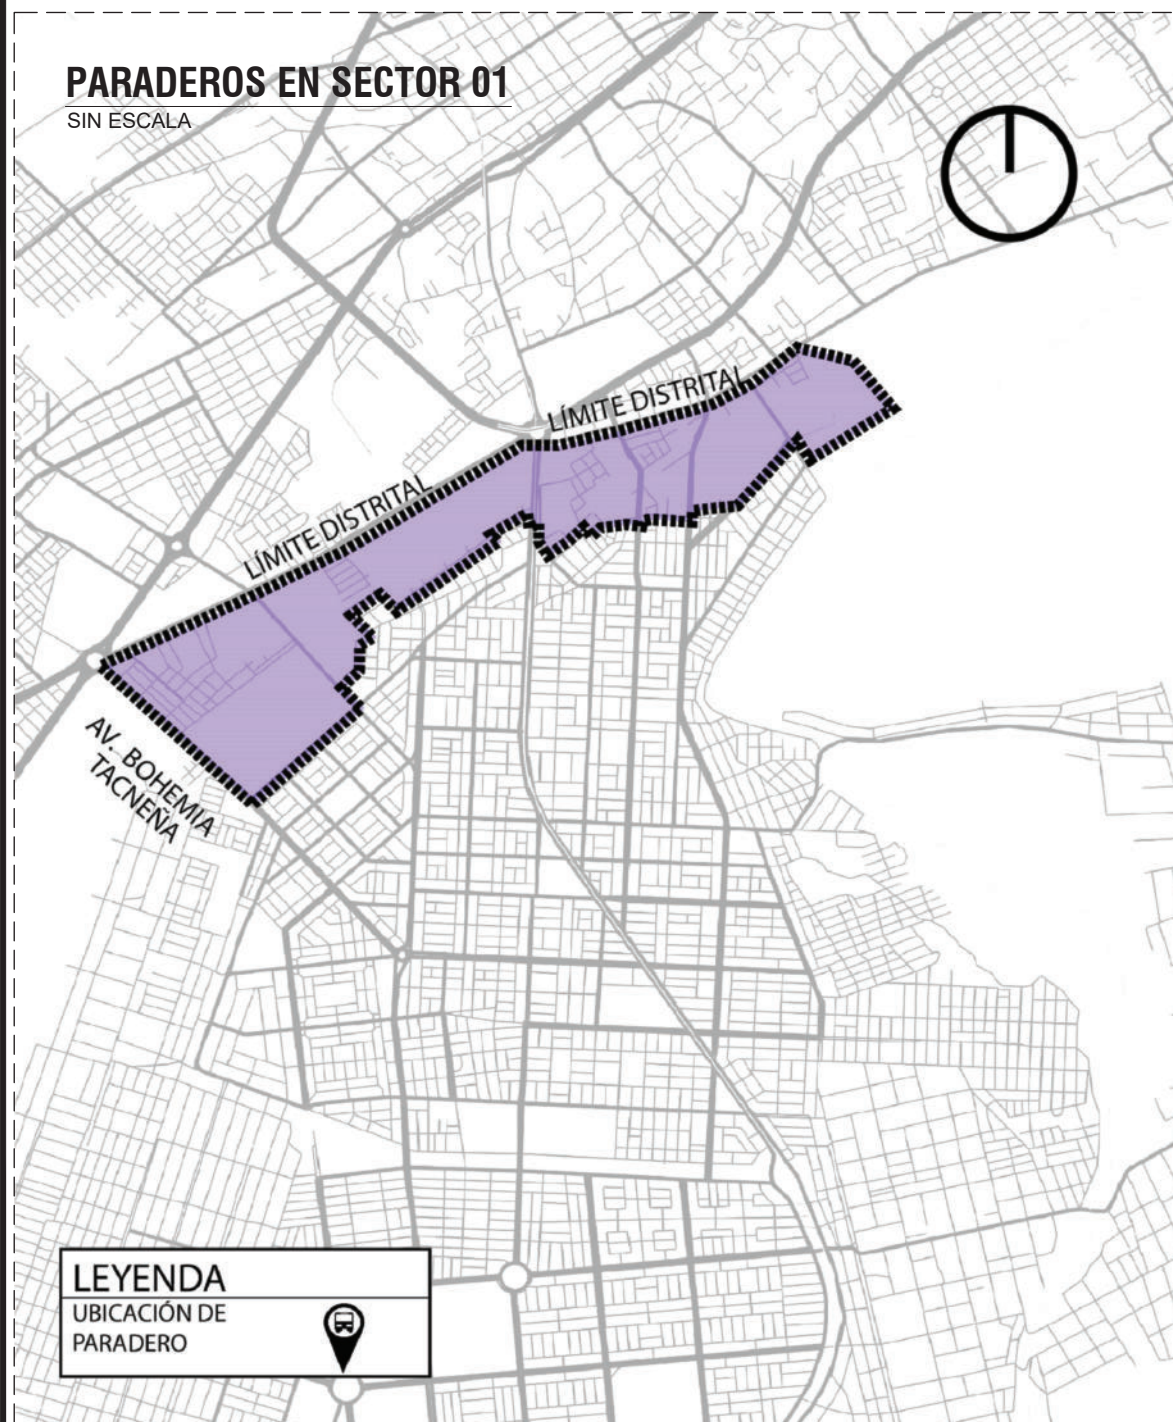 PARADEROS EN SECTOR 01
SIN ESCALA
LÍMITE DISTRITAL
LÍMITE DISTRITAL
AV. BOHEMIA
TACNEÑA
LEYENDA
UBICACIÓN DE
PARADERO